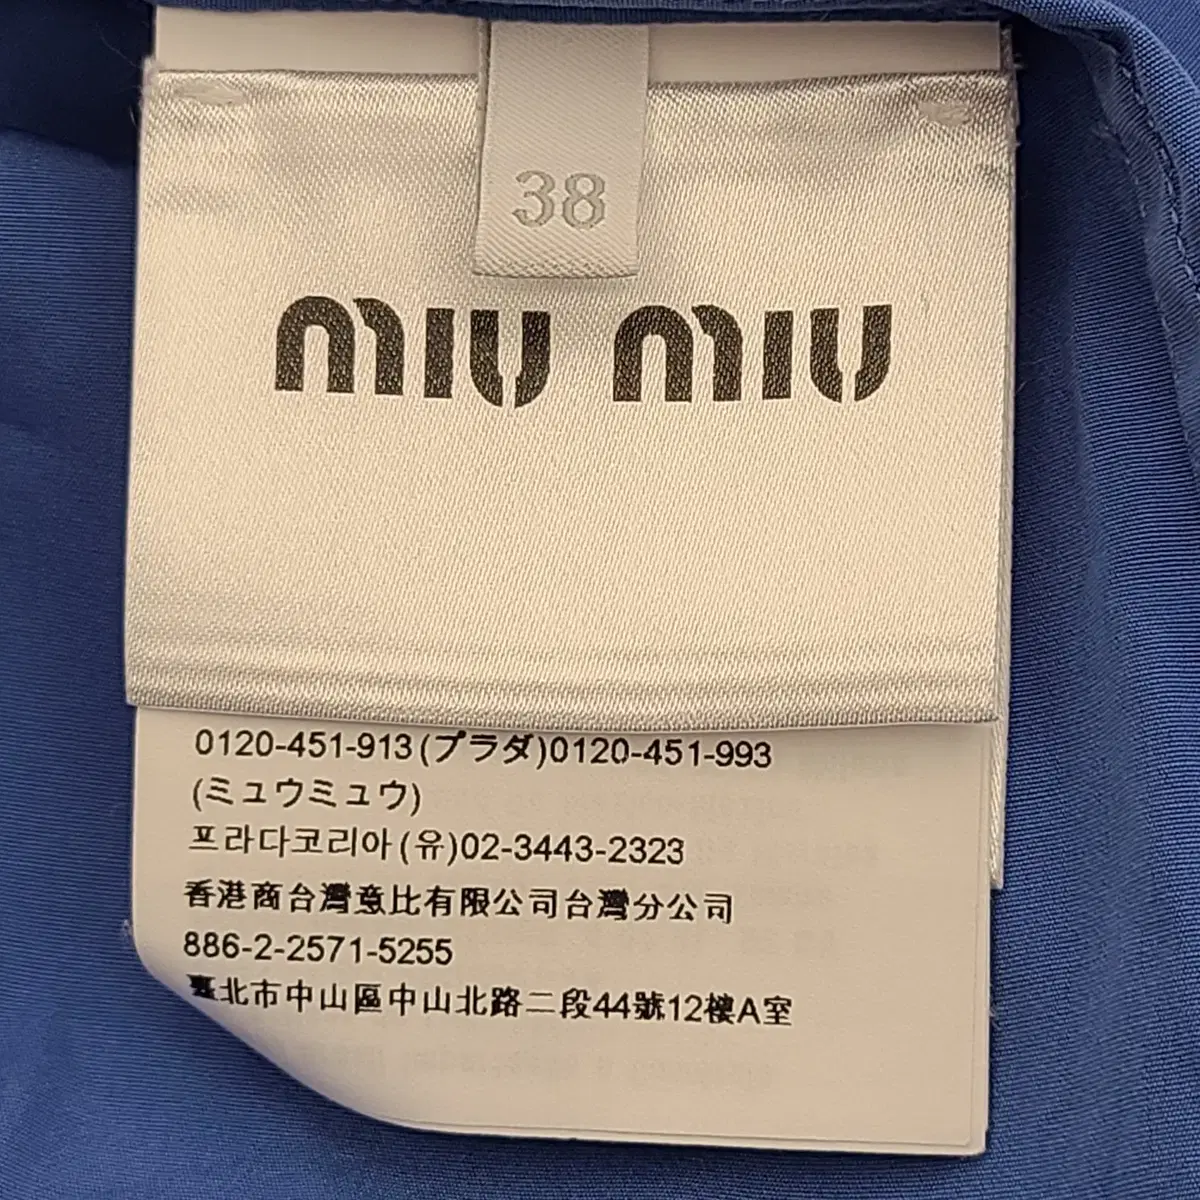 38
miu miu
0120-451-913(プラダ)0120-451-993
(ミュウミュウ)
프라다코리아(유)02-3443-2323
香港商台灣意比有限公司台灣分公司
886-2-2571-5255
臺北市中山區中山北路二段44號12樓A室